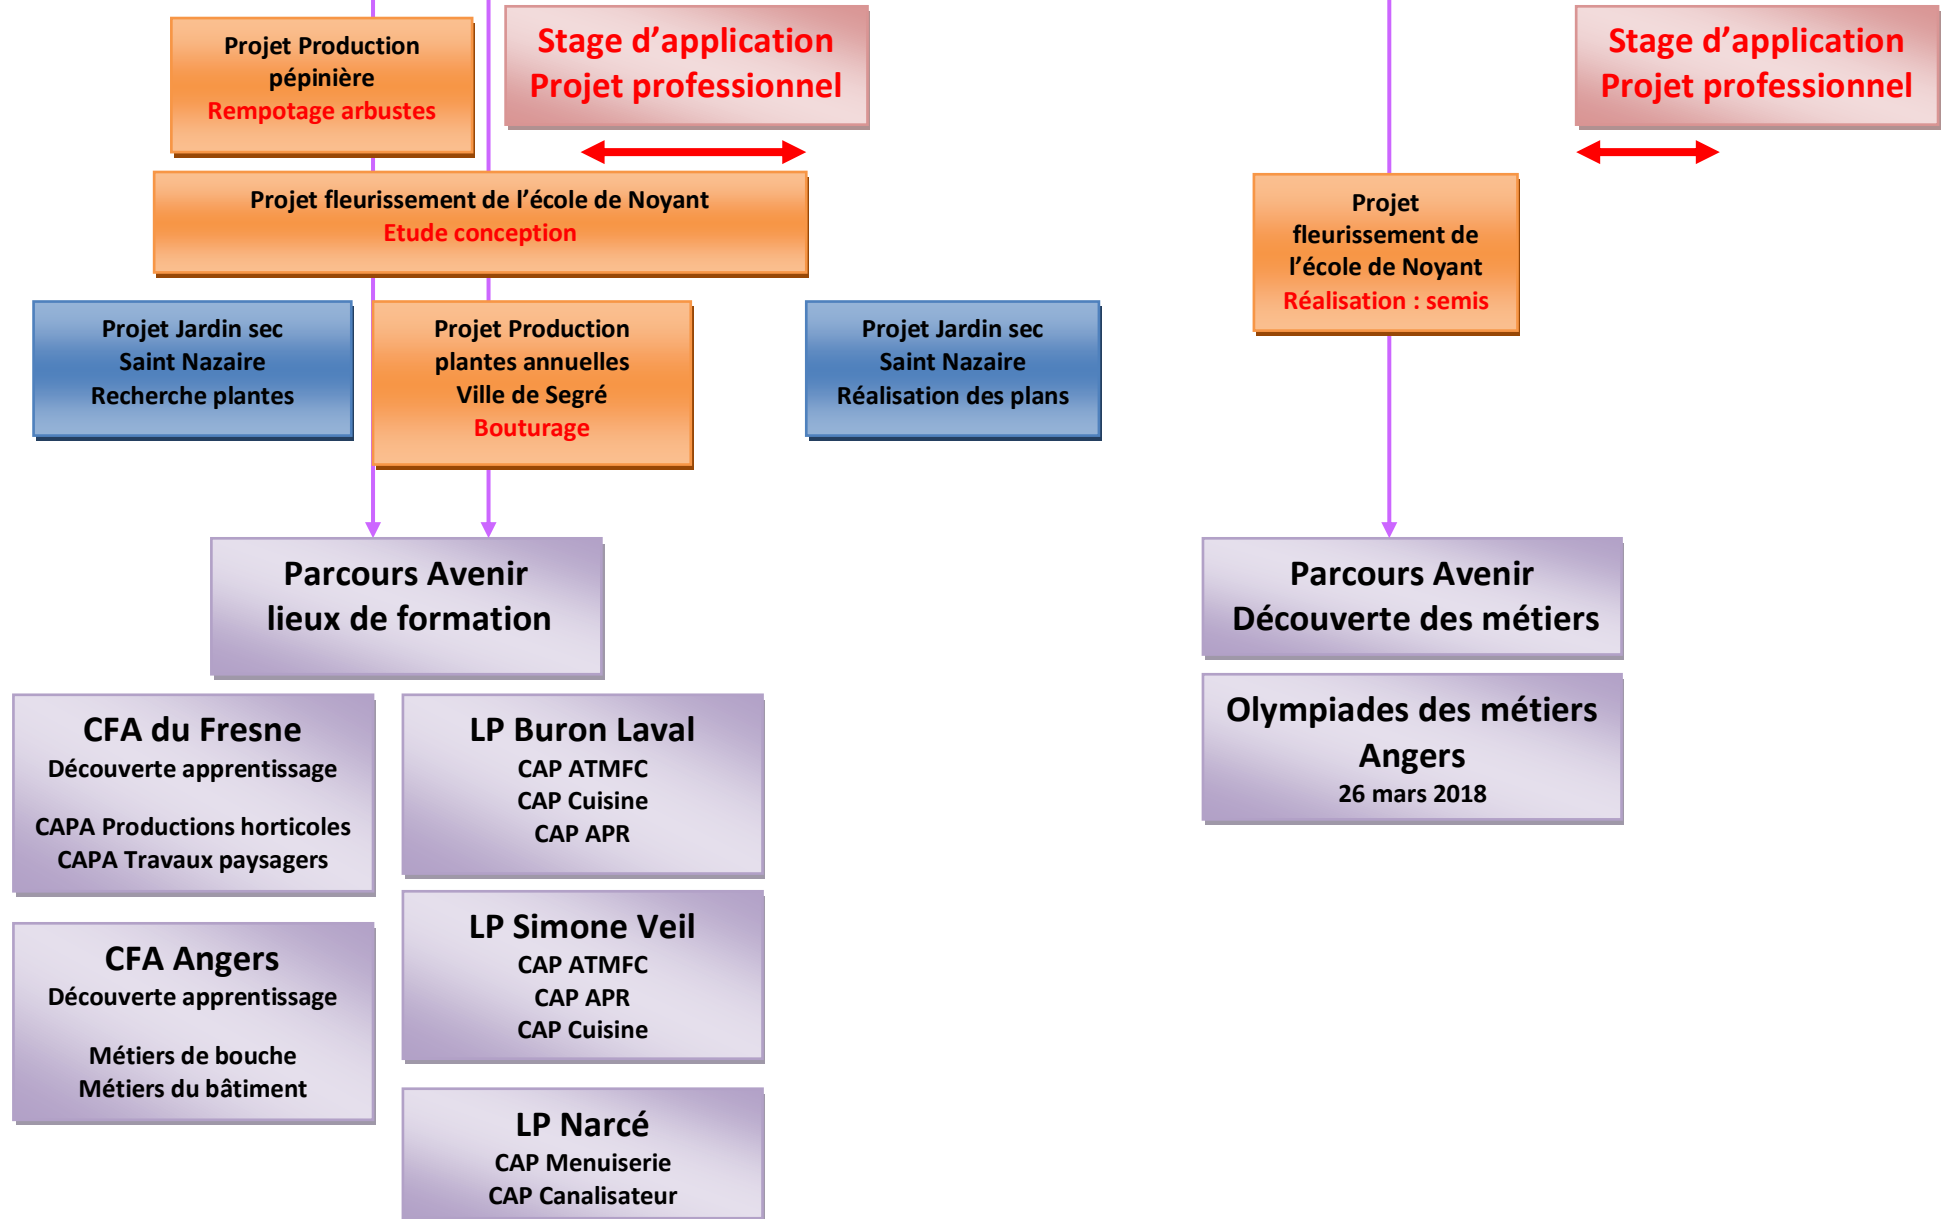 Projet Production
pépinière
Rempotage arbustes
Stage d’application
Projet professionnel
Stage d’application
Projet professionnel
Projet fleurissement de l’école de Noyant
Etude conception
Projet
fleurissement de
l’école de Noyant
Réalisation : semis
Projet Jardin sec
Saint Nazaire
Recherche plantes
Projet Production
plantes annuelles
Ville de Segré
Bouturage
Projet Jardin sec
Saint Nazaire
Réalisation des plans
Parcours Avenir
lieux de formation
Parcours Avenir
Découverte des métiers
Olympiades des métiers
Angers
26 mars 2018
CFA du Fresne
Découverte apprentissage
CAPA Productions horticoles
CAPA Travaux paysagers
LP Buron Laval
CAP ATMFC
CAP Cuisine
CAP APR
CFA Angers
Découverte apprentissage
Métiers de bouche
Métiers du bâtiment
LP Simone Veil
CAP ATMFC
CAP APR
CAP Cuisine
LP Narcé
CAP Menuiserie
CAP Canalisateur